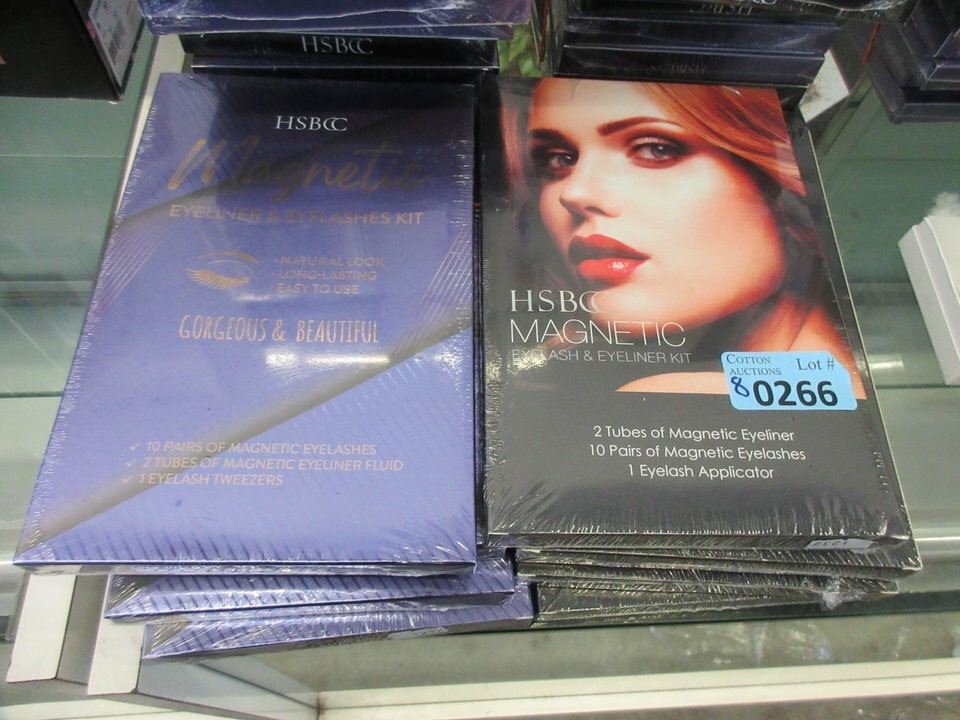 HSBCC
HSBCC
Magnetic
EYELINER & EYELASHES KIT
·NATURAL LOOK
·LONG-LASTING
·EASY TO USE
GORGEOUS & BEAUTIFUL
✓ 10 PAIRS OF MAGNETIC EYELASHES
✓ 2 TUBES OF MAGNETIC EYELINER FLUID
✓ 1 EYELASH TWEEZERS
HSBCC
MAGNETIC
EYELASH & EYELINER KIT
COTTON
AUCTIONS
Lot #
8
0266
2 Tubes of Magnetic Eyeliner
10 Pairs of Magnetic Eyelashes
1 Eyelash Applicator